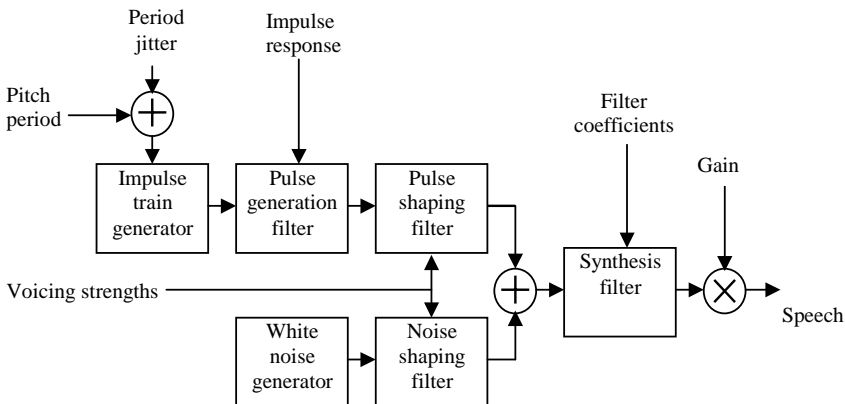 Period
jitter
Impulse
response
Pitch
period
Filter
coefficients
Gain
Impulse
train
generator
Pulse
generation
filter
Pulse
shaping
filter
Synthesis
filter
Voicing strengths
Speech
White
noise
generator
Noise
shaping
filter